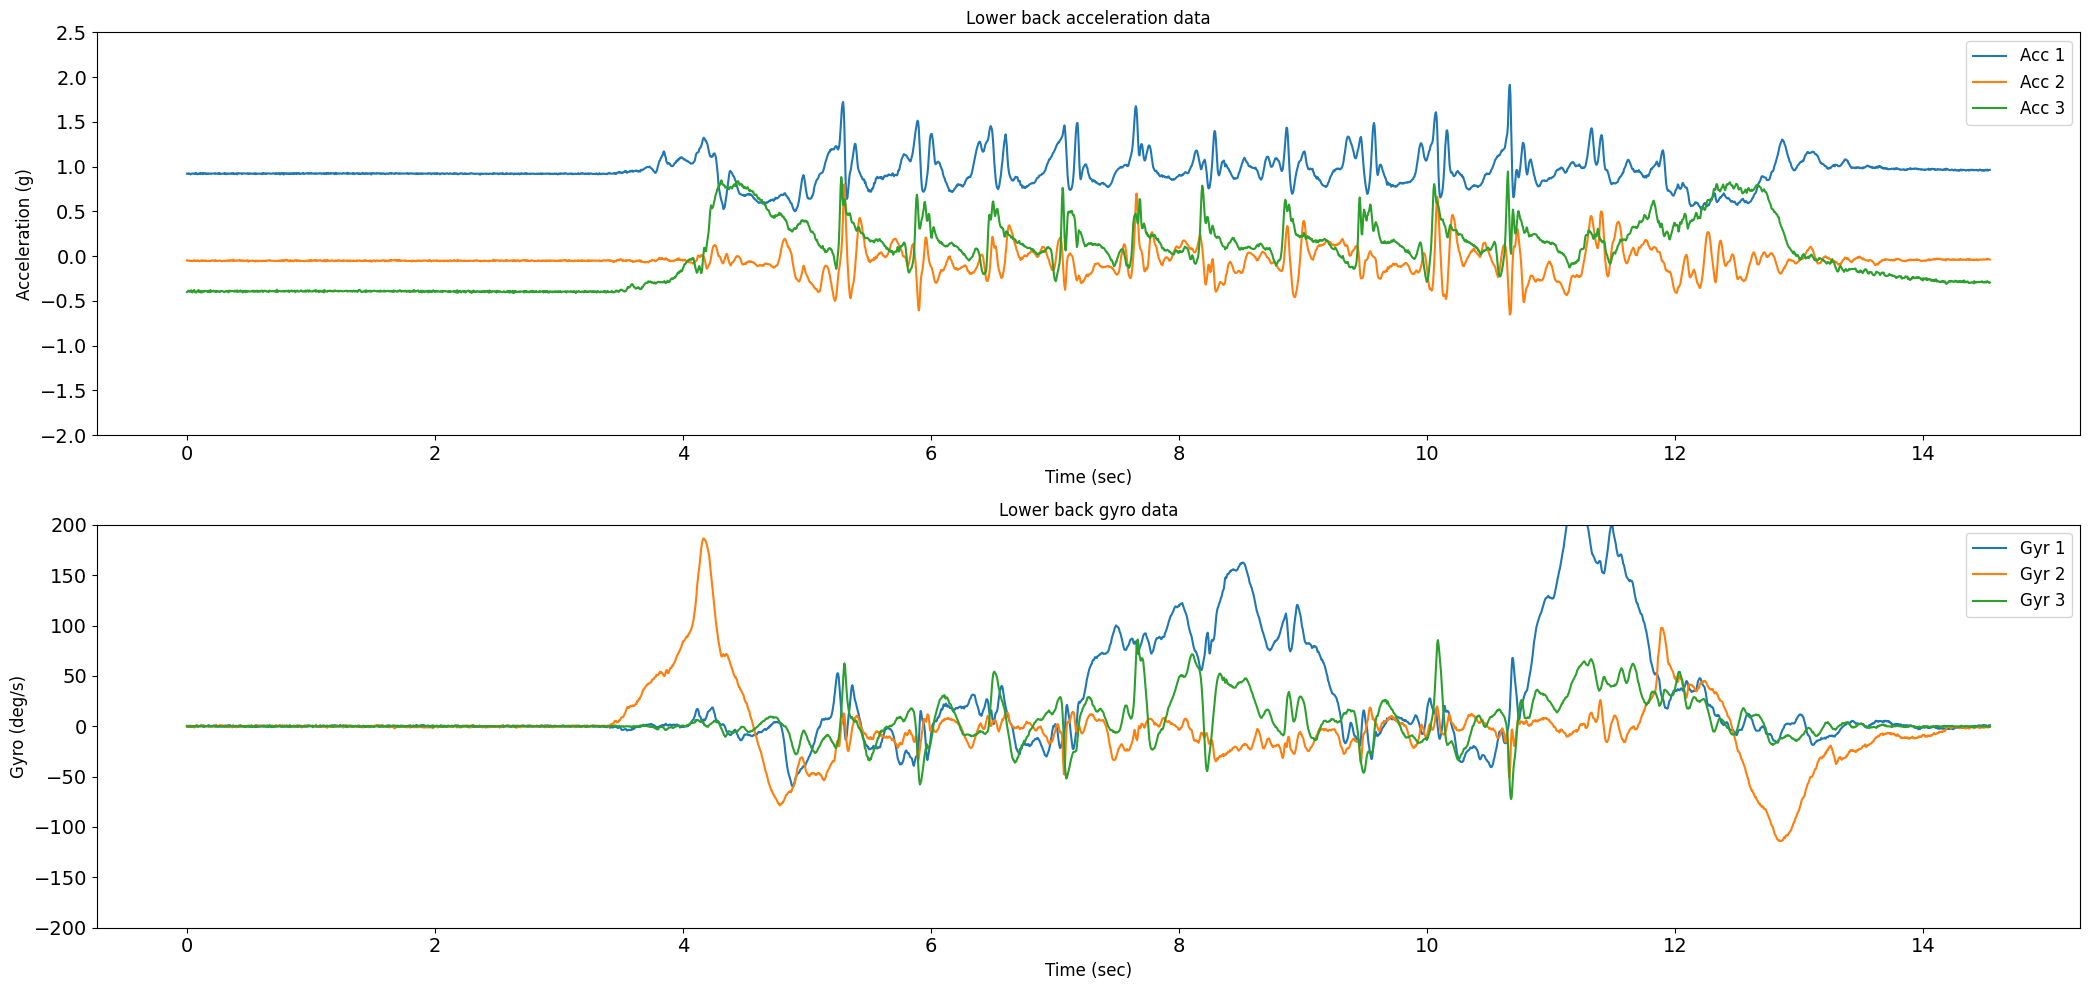 Lower back acceleration data
2.5
2.0
1.5
1.0
0.5
0.0
−0.5
−1.0
−1.5
−2.0
Acceleration (g)
Acc 1
Acc 2
Acc 3
0 2 4 6 8 10 12 14
Time (sec)
Lower back gyro data
200
150
100
50
0
−50
−100
−150
−200
Gyro (deg/s)
Gyr 1
Gyr 2
Gyr 3
0 2 4 6 8 10 12 14
Time (sec)